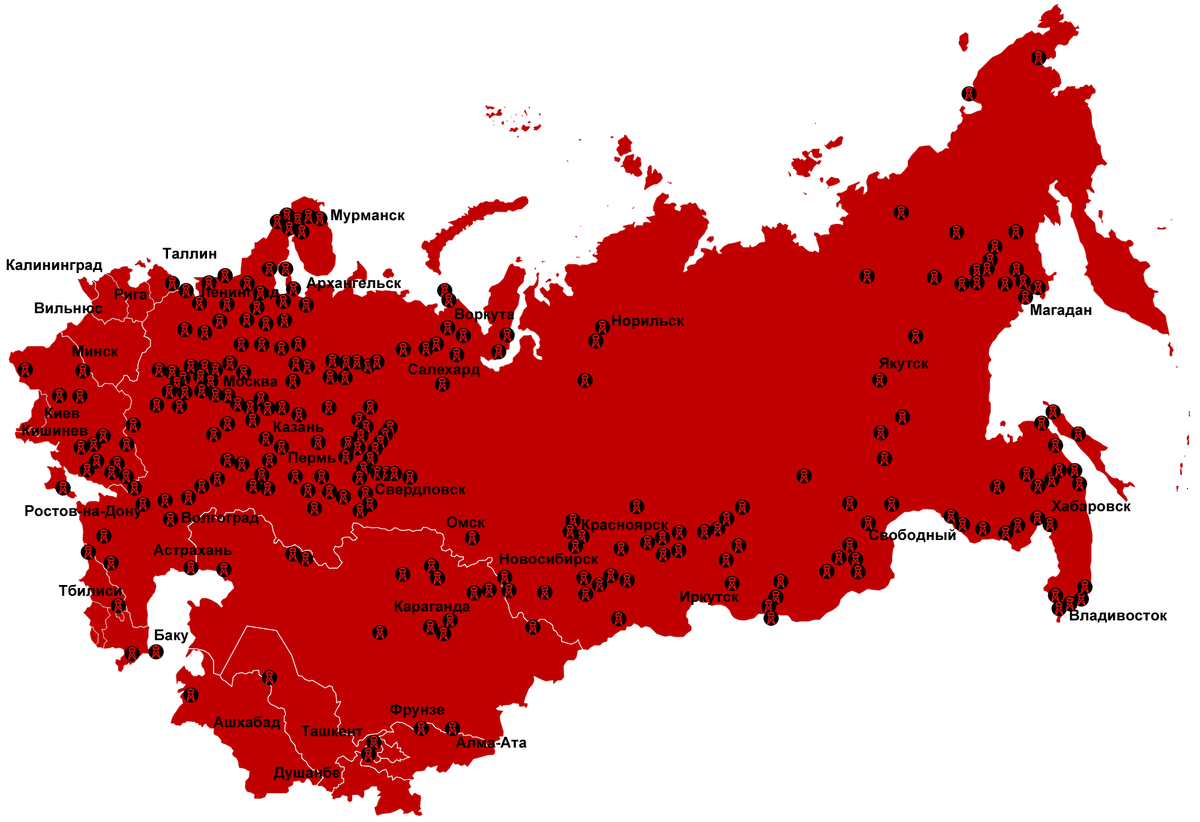 Мурманск
Таллин
Калининград
Архангельск
Рига
Ленинград
Вильнюс
Воркута
Норильск
Магадан
Минск
Салехард
Якутск
Москва
Киев
Казань
Кишинев
Пермь
Свердловск
Хабаровск
Ростов-на-Дону
Волгоград
Омск
Красноярск
Свободный
Астрахань
Новосибирск
Тбилиси
Караганда
Иркутск
Владивосток
Баку
Фрунзе
Ашхабад
Ташкент
Алма-Ата
Душанбе